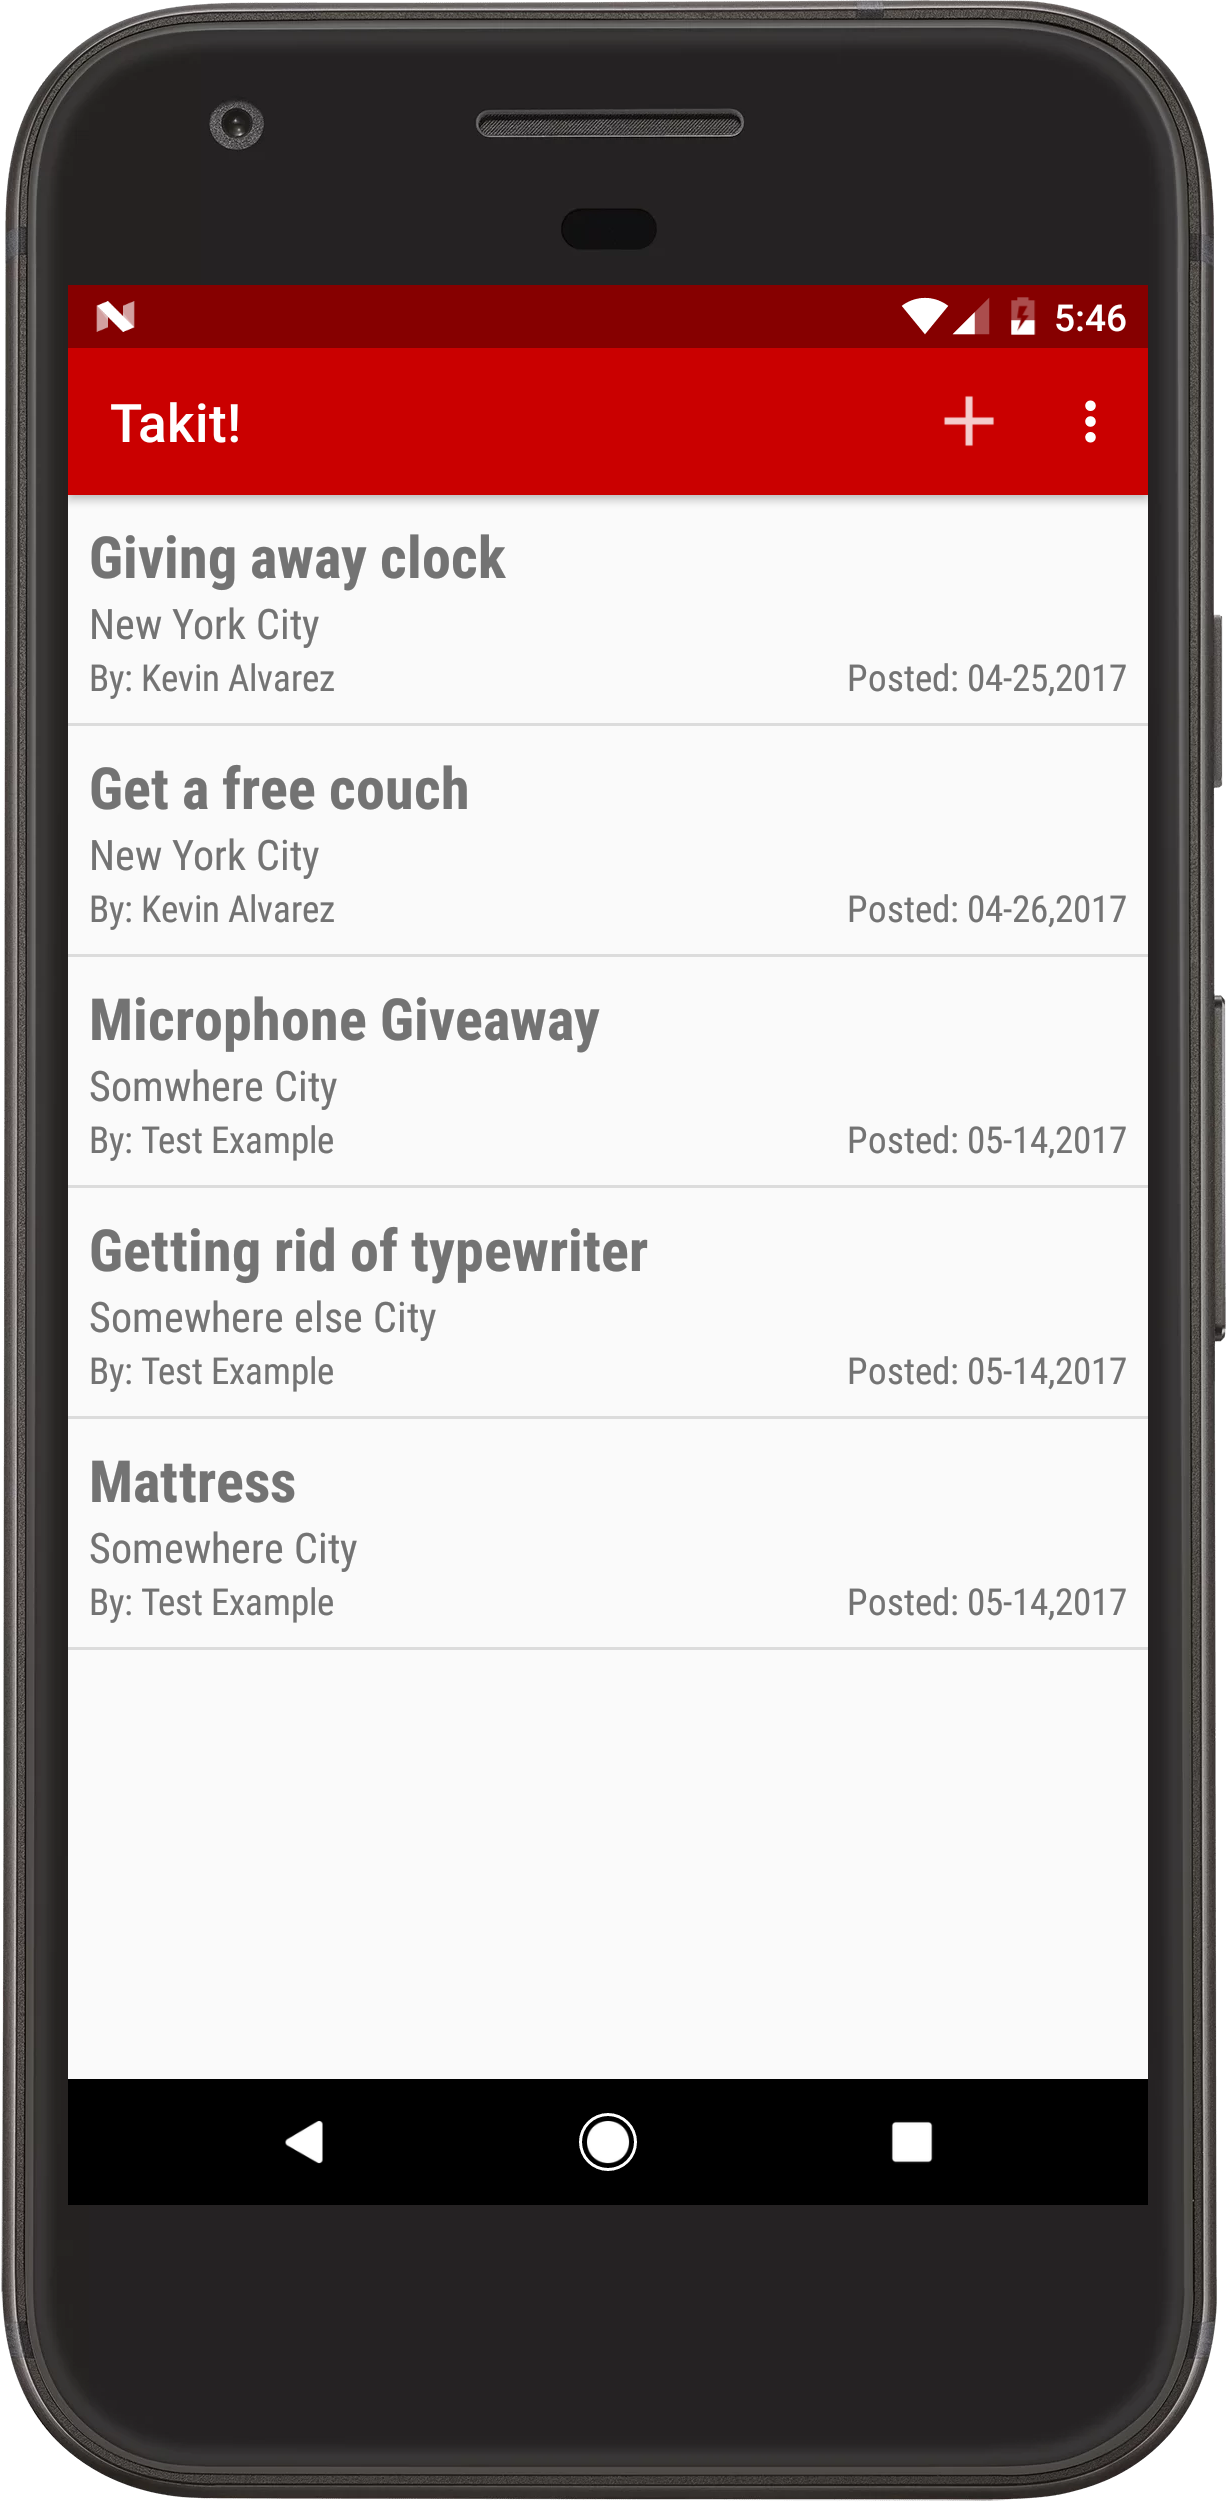 5:46
Takit!
Giving away clock
New York City
By: Kevin Alvarez Posted: 04-25,2017
Get a free couch
New York City
By: Kevin Alvarez Posted: 04-26,2017
Microphone Giveaway
Somwhere City
By: Test Example Posted: 05-14,2017
Getting rid of typewriter
Somewhere else City
By: Test Example Posted: 05-14,2017
Mattress
Somewhere City
By: Test Example Posted: 05-14,2017